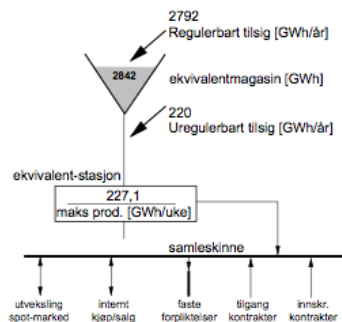 2792
Regulerbart tilsig [GWh/år]
2842
ekvivalentmagasin [GWh]
220
Uregulerbart tilsig [GWh/år]
ekvivalent-stasjon
227,1
maks prod. [GWh/uke]
samleskinne
utveksling
spot-marked
internt
kjøp/salg
faste
forpliktelser
tilgang
kontrakter
innskr.
kontrakter